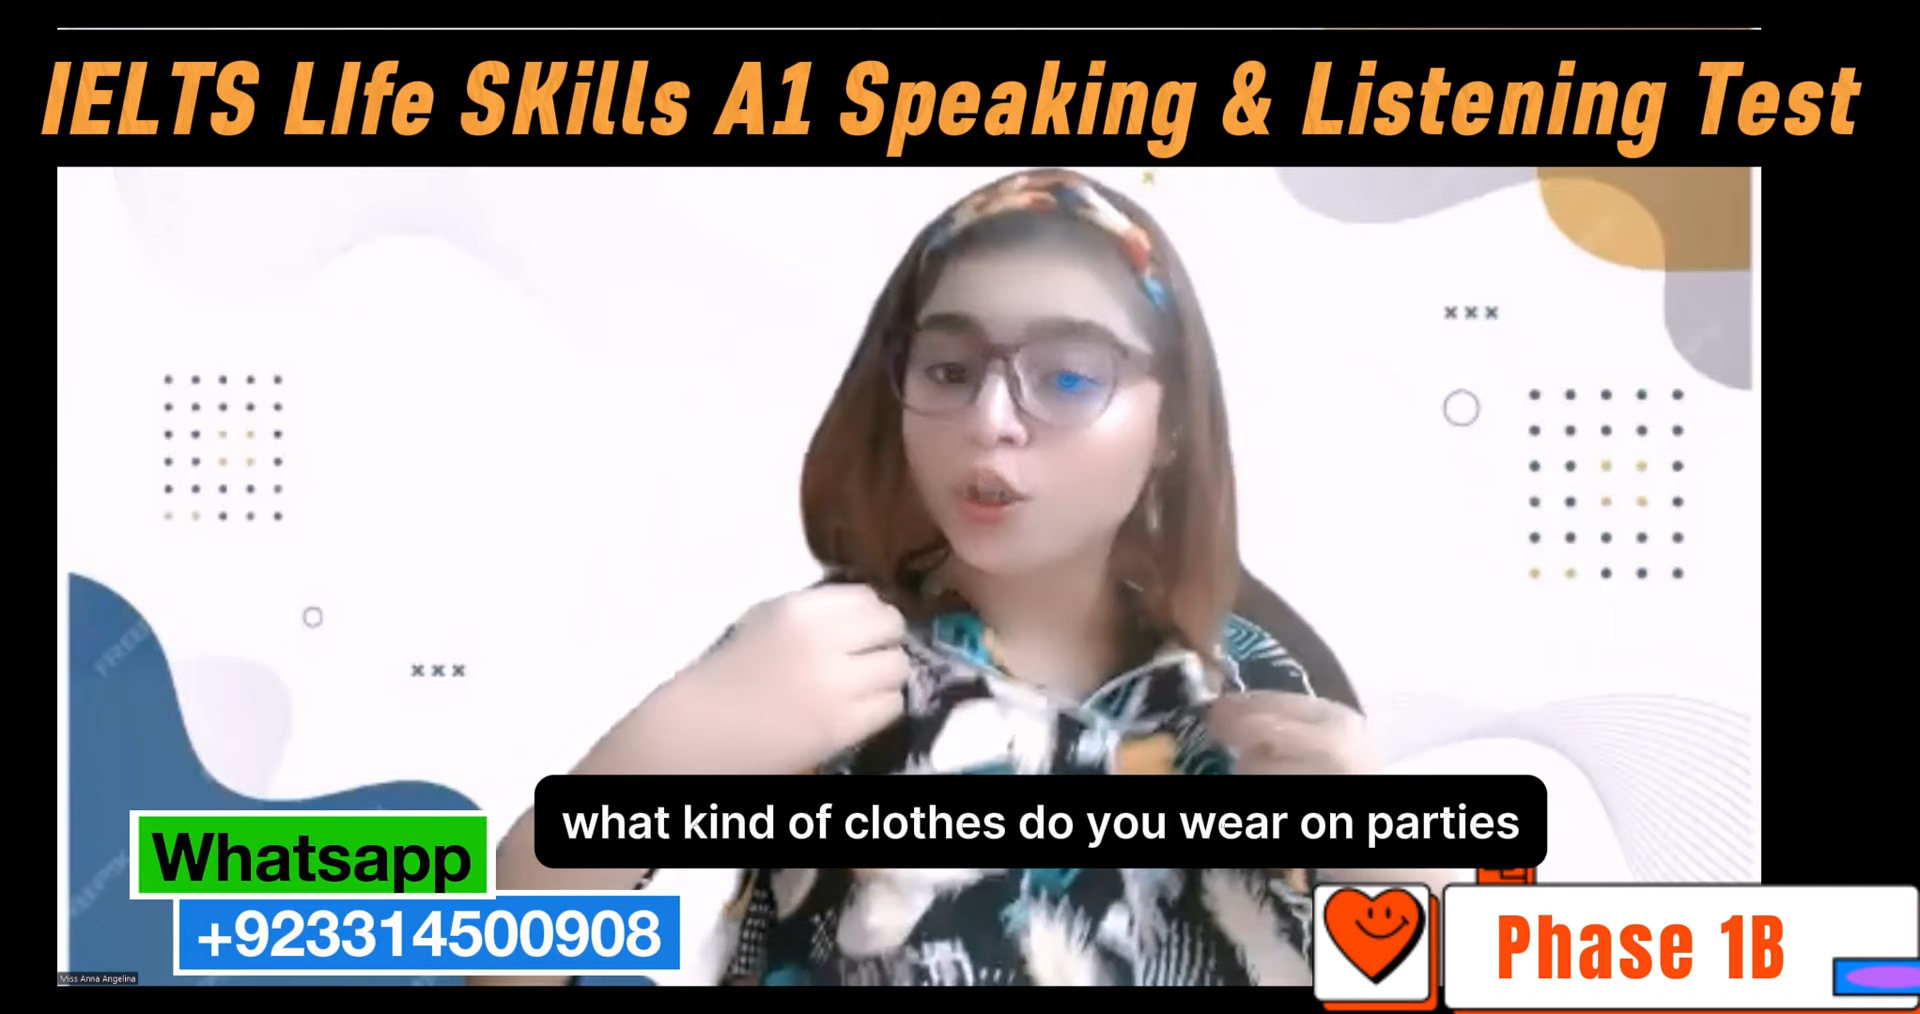 IELTS LIfe SKills A1 Speaking & Listening Test
what kind of clothes do you wear on parties
Whatsapp
+923314500908
Phase 1B
Miss Anna Angelina